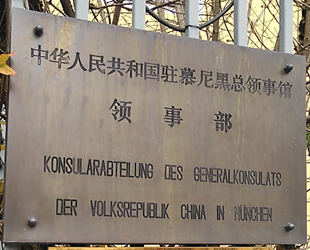 中华人民共和国驻慕尼黑总领事馆
领事部
KONSULARABTEILUNG DES GENERALKONSULATS
DER VOLKSREPUBLIK CHINA IN MÜNCHEN